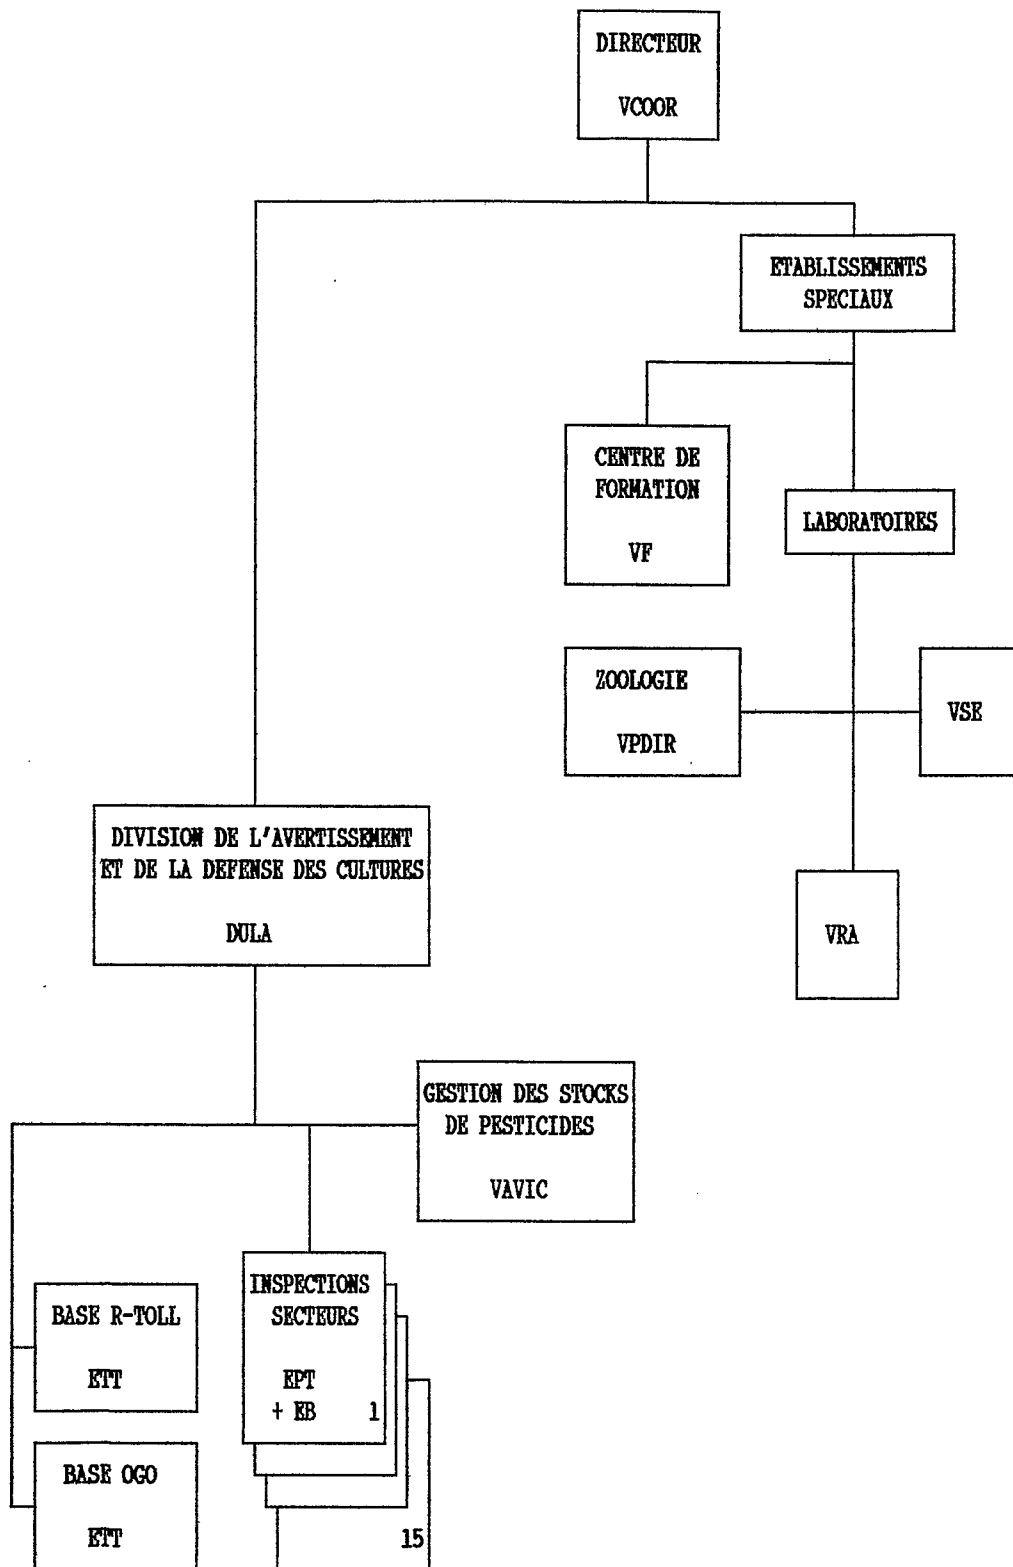 DIRECTEUR
VCOOR
ETABLISSEMENTS
SPECIAUX
CENTRE DE
FORMATION
VF
LABORATOIRES
ZOOLOGIE
VPDIR
VSE
DIVISION DE L'AVERTISSEMENT
ET DE LA DEFENSE DES CULTURES
DULA
VRA
GESTION DES STOCKS
DE PESTICIDES
VAVIC
INSPECTIONS
SECTEURS
EPT
+ EB 1
15
BASE R-TOLL
ETT
BASE OGO
ETT